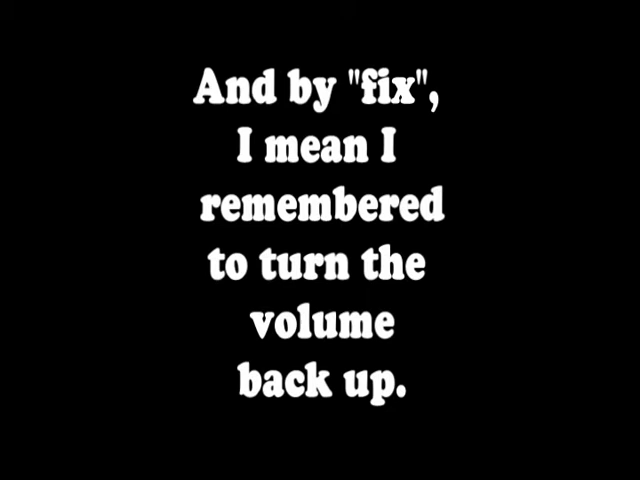 And by "fix",
I mean I
remembered
to turn the
volume
back up.